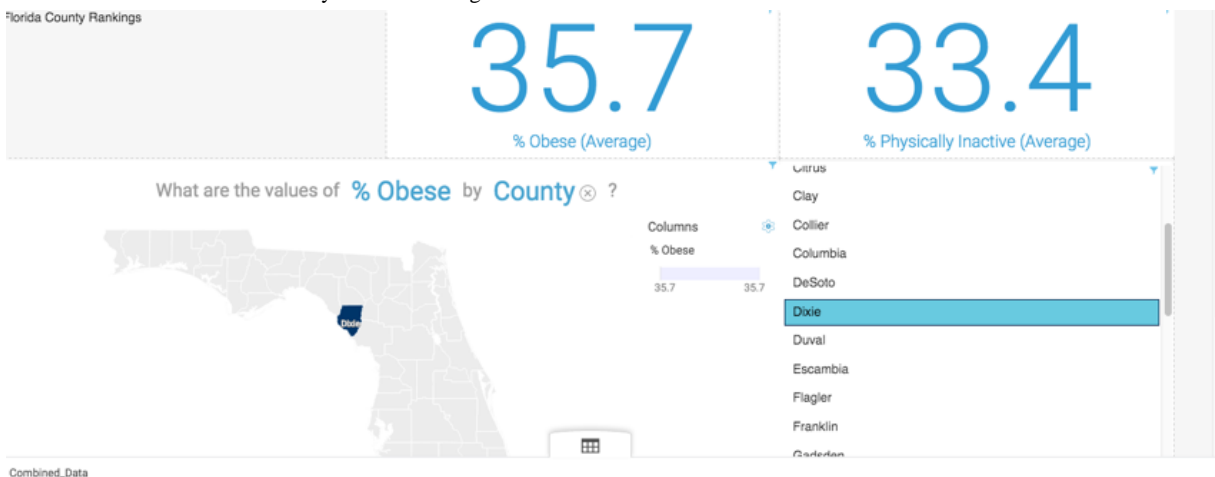 Florida County Rankings
35.7
% Obese (Average)
33.4
% Physically Inactive (Average)
What are the values of % Obese by County ?
Columns
% Obese
35.7 35.7
Dixie
Citrus
Clay
Collier
Columbia
DeSoto
Dixie
Duval
Escambia
Flagler
Franklin
Gadsden
Combined_Data